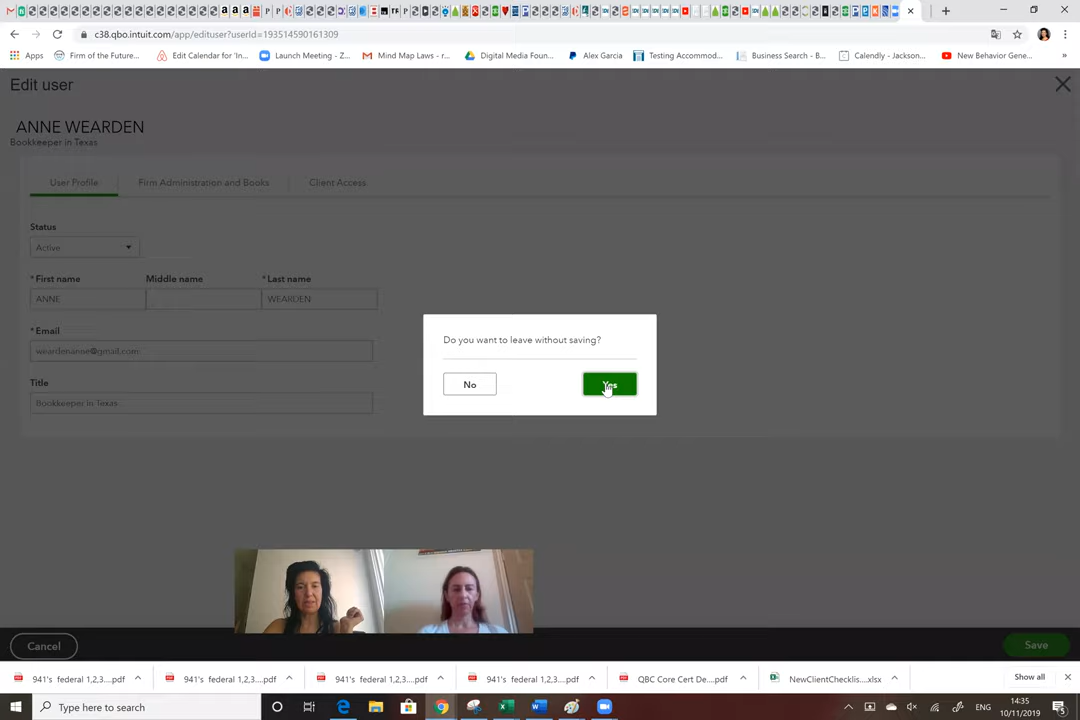 c38.qbo.intuit.com/app/edituser?userId=193514590161309
Apps
Firm of the Future...
Edit Calendar for 'In...
Launch Meeting - Z...
Mind Map Laws - r...
Digital Media Foun...
Alex Garcia
Testing Accommod...
Business Search - B...
Calendly - Jackson...
New Behavior Gene...
»
Edit user
ANNE WEARDEN
Bookkeeper in Texas
User Profile
Firm Administration and Books
Client Access
Status
Active
*First name
Middle name
*Last name
ANNE
WEARDEN
*Email
weardenanne@gmail.com
Title
Bookkeeper in Texas
Do you want to leave without saving?
No
Yes
Cancel
Save
941's federal 1,2,3....pdf
941's federal 1,2,3....pdf
941's federal 1,2,3....pdf
941's federal 1,2,3....pdf
QBC Core Cert De....pdf
NewClientChecklis....xlsx
Show all
Type here to search
ENG
14:35
10/11/2019